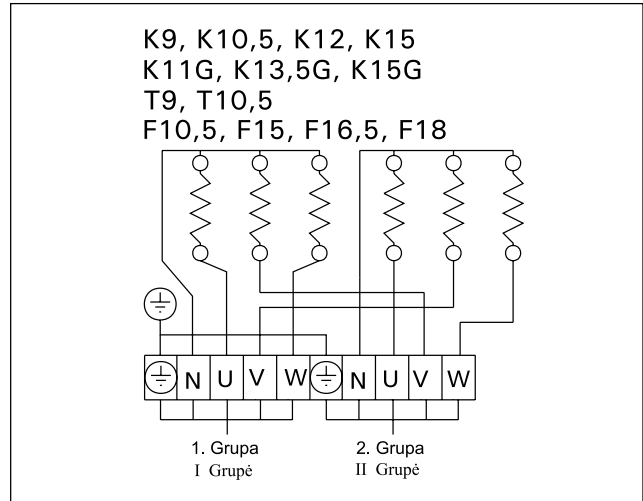 K9, K10,5, K12, K15
K11G, K13,5G, K15G
T9, T10,5
F10,5, F15, F16,5, F18
N U V W N U V W
1. Grupa 2. Grupa
I Grupė II Grupė